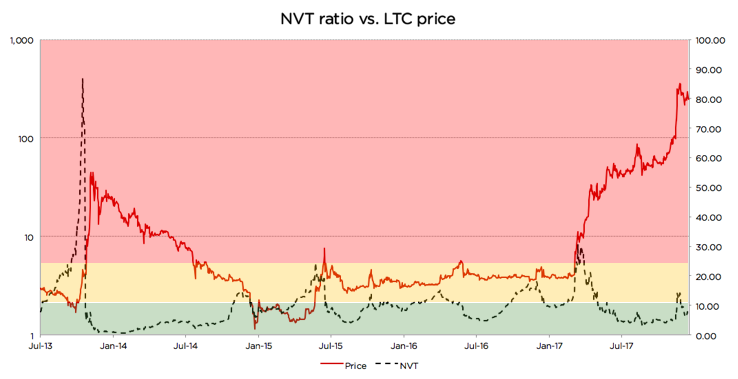 NVT ratio vs. LTC price
1,000
100
10
1
100.00
90.00
80.00
70.00
60.00
50.00
40.00
30.00
20.00
10.00
0.00
Jul-13
Jan-14
Jul-14
Jan-15
Jul-15
Jan-16
Jul-16
Jan-17
Jul-17
Price
NVT